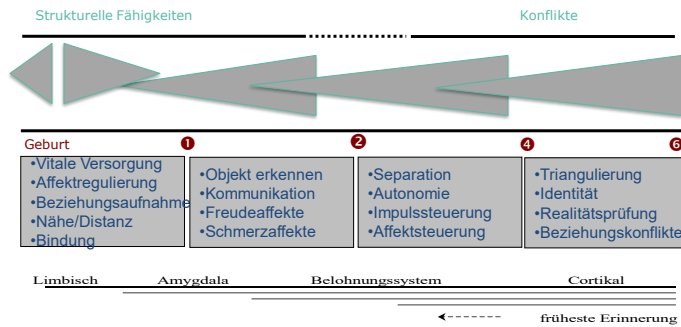 Strukturelle Fähigkeiten
Konflikte
Geburt
❶
❷
❹
❻
•Vitale Versorgung
•Affektregulierung
•Beziehungsaufnahme
•Nähe/Distanz
•Bindung
•Objekt erkennen
•Kommunikation
•Freudeaffekte
•Schmerzaffekte
•Separation
•Autonomie
•Impulssteuerung
•Affektsteuerung
•Triangulierung
•Identität
•Realitätsprüfung
•Beziehungskonflikte
Limbisch
Amygdala
Belohnungssystem
Cortikal
früheste Erinnerung